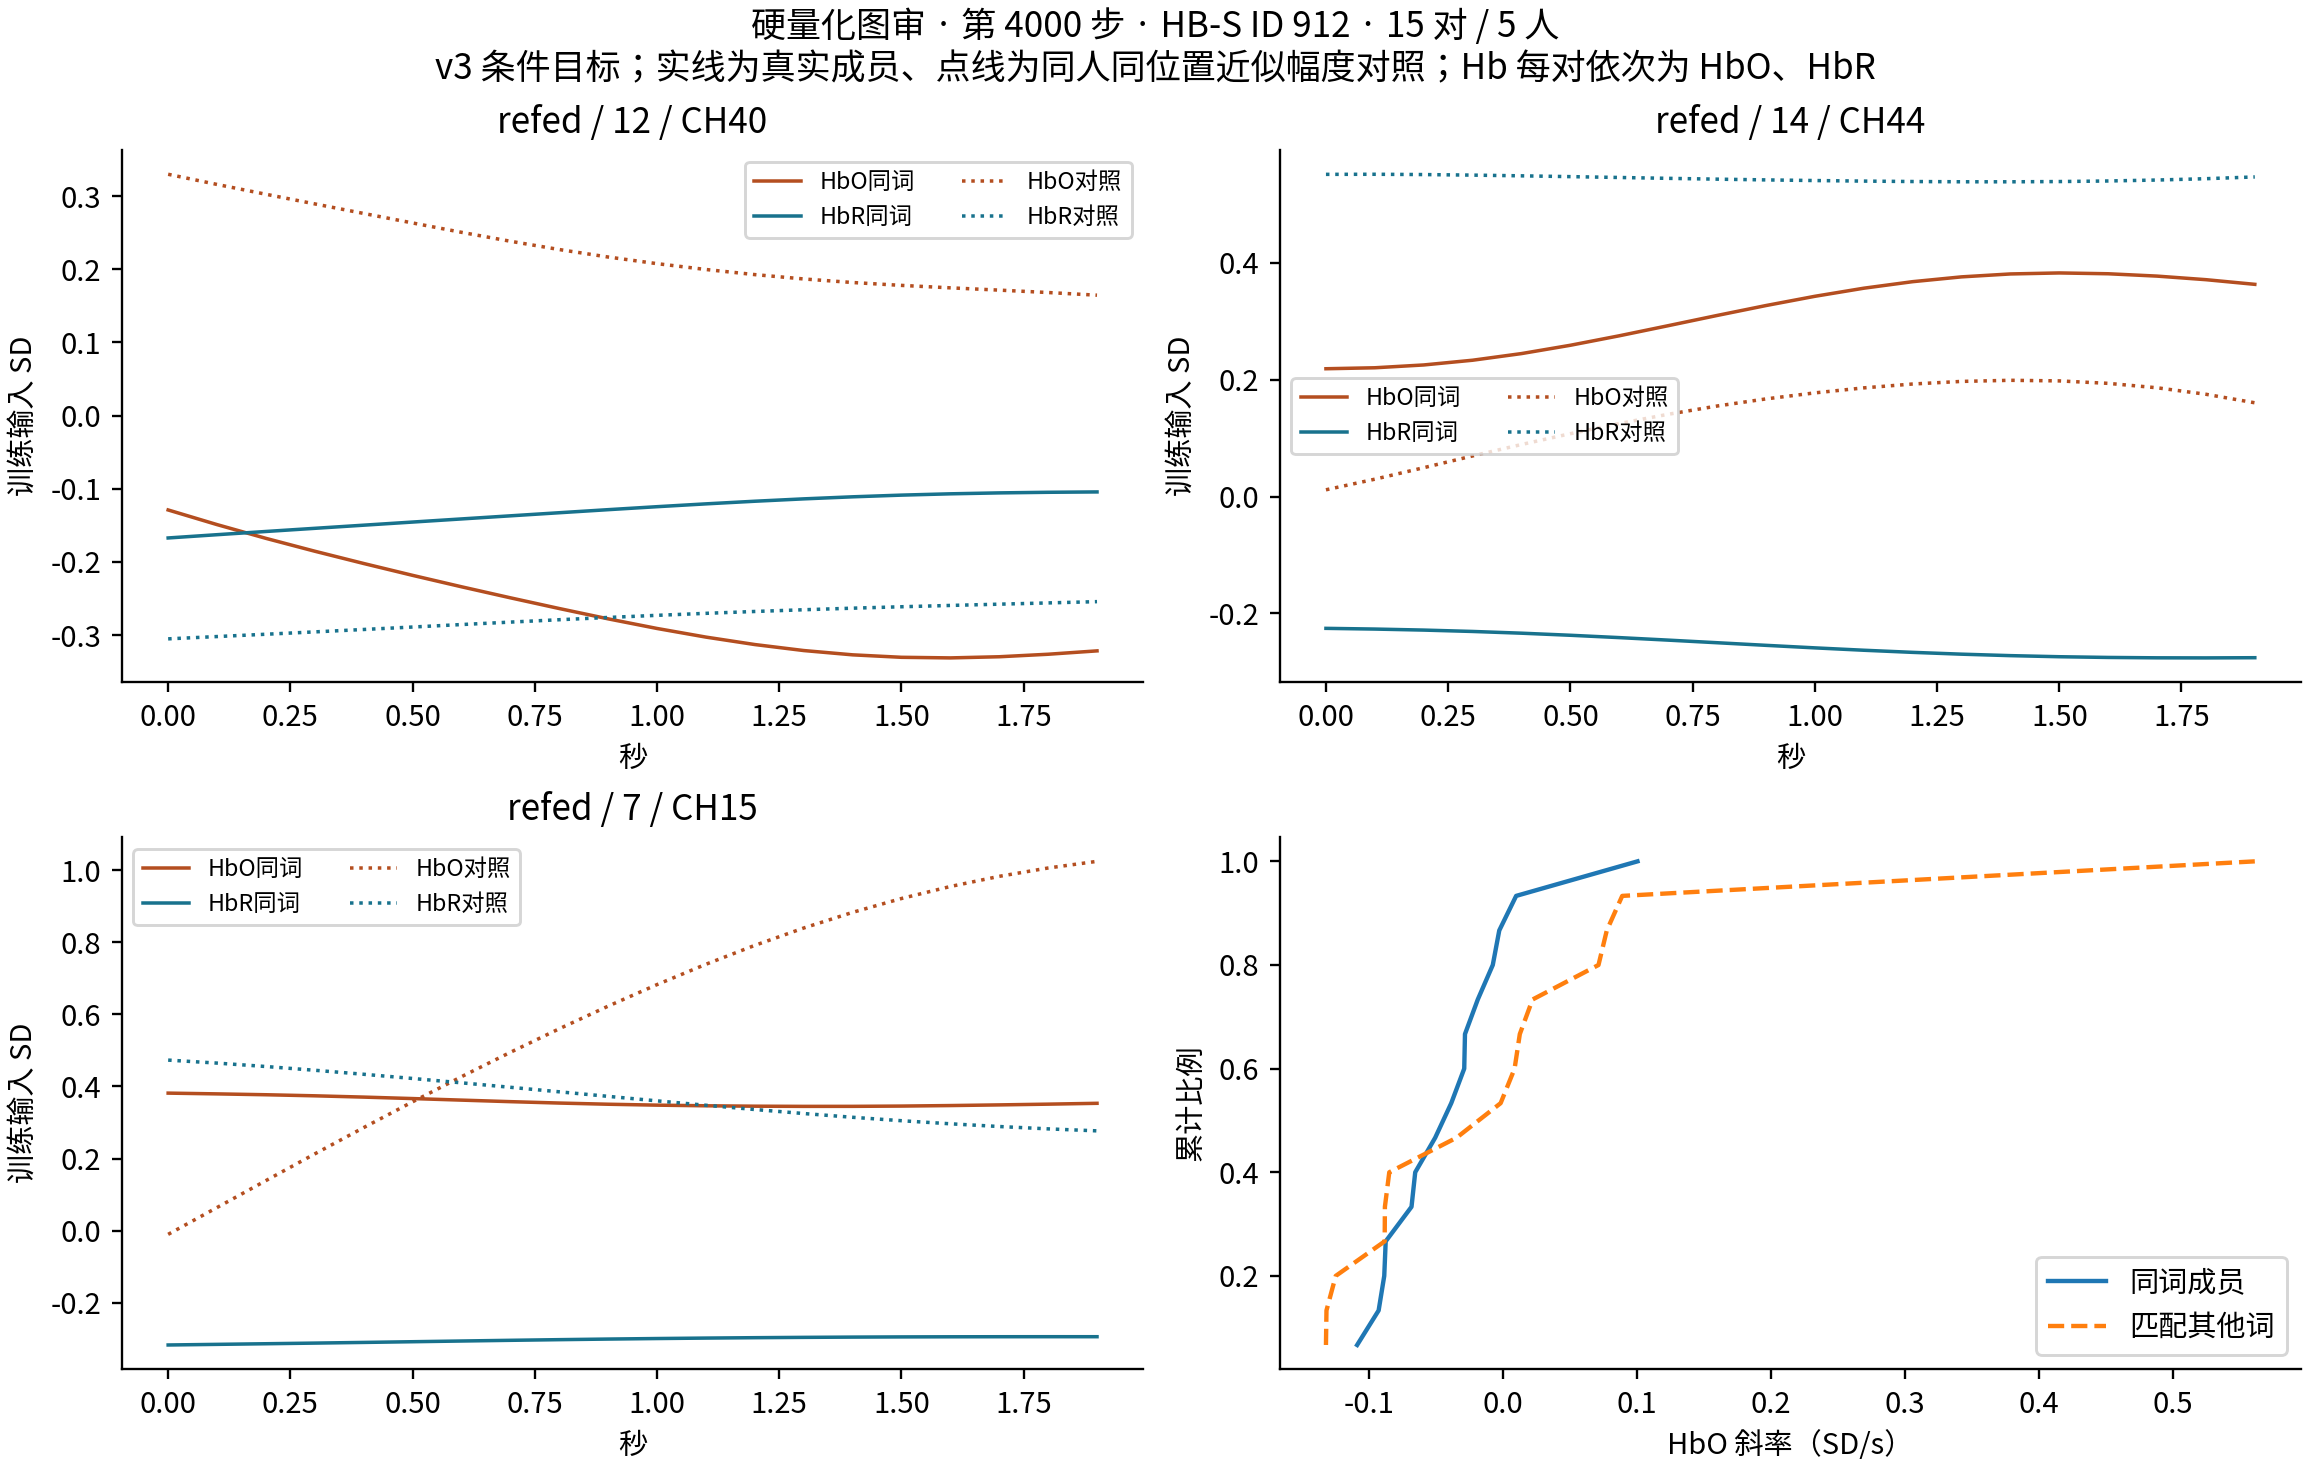 硬量化图审 · 第 4000 步 · HB-S ID 912 · 15 对 / 5 人
v3 条件目标；实线为真实成员、点线为同人同位置近似幅度对照；Hb 每对依次为 HbO、HbR
refed / 12 / CH40
训练输入 SD
0.3
0.2
0.1
0.0
-0.1
-0.2
-0.3
HbO同词
HbR同词
HbO对照
HbR对照
0.00 0.25 0.50 0.75 1.00 1.25 1.50 1.75
秒
refed / 14 / CH44
训练输入 SD
0.4
0.2
0.0
-0.2
HbO同词
HbR同词
HbO对照
HbR对照
0.00 0.25 0.50 0.75 1.00 1.25 1.50 1.75
秒
refed / 7 / CH15
训练输入 SD
1.0
0.8
0.6
0.4
0.2
0.0
-0.2
HbO同词
HbR同词
HbO对照
HbR对照
0.00 0.25 0.50 0.75 1.00 1.25 1.50 1.75
秒
累计比例
1.0
0.8
0.6
0.4
0.2
同词成员
匹配其他词
-0.1 0.0 0.1 0.2 0.3 0.4 0.5
HbO 斜率（SD/s）